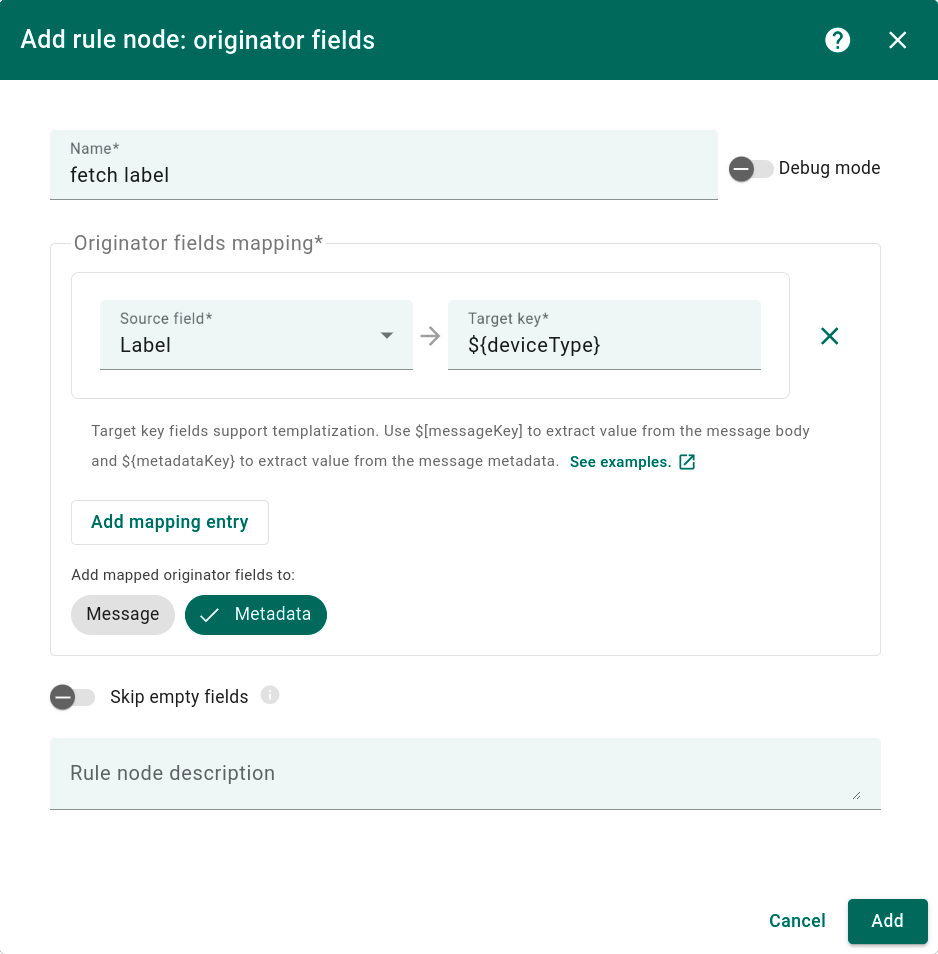 Add rule node: originator fields
Name*
fetch label
Debug mode
Originator fields mapping*
Source field*
Label
Target key*
${deviceType}
Target key fields support templatization. Use $[messageKey] to extract value from the message body
and ${metadataKey} to extract value from the message metadata. See examples.
Add mapping entry
Add mapped originator fields to:
Message
Metadata
Skip empty fields
Rule node description
Cancel
Add